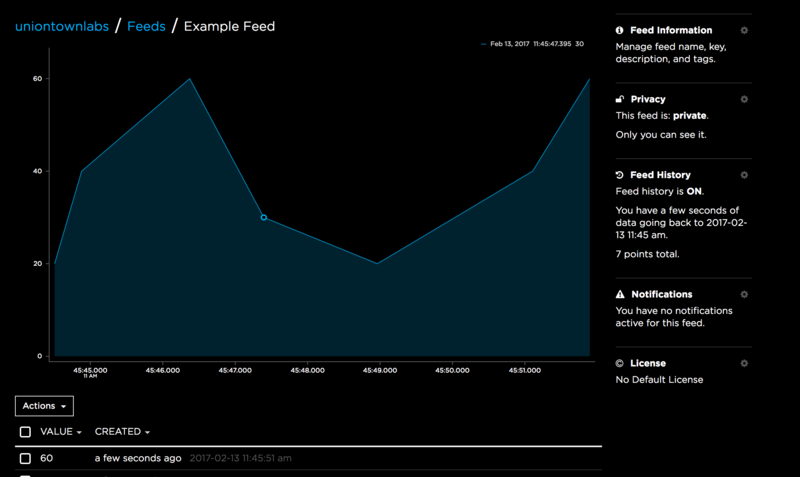 uniontownlabs / Feeds / Example Feed
Feb 13, 2017 11:45:47.395 30
60
40
20
0
45:45.000 45:46.000 45:47.000 45:48.000 45:49.000 45:50.000 45:51.000
11 AM
Actions
VALUE CREATED
60 a few seconds ago 2017-02-13 11:45:51 am
Feed Information
Manage feed name, key,
description, and tags.
Privacy
This feed is: private.
Only you can see it.
Feed History
Feed history is ON.
You have a few seconds of
data going back to 2017-02-
13 11:45 am.
7 points total.
Notifications
You have no notifications
active for this feed.
License
No Default License